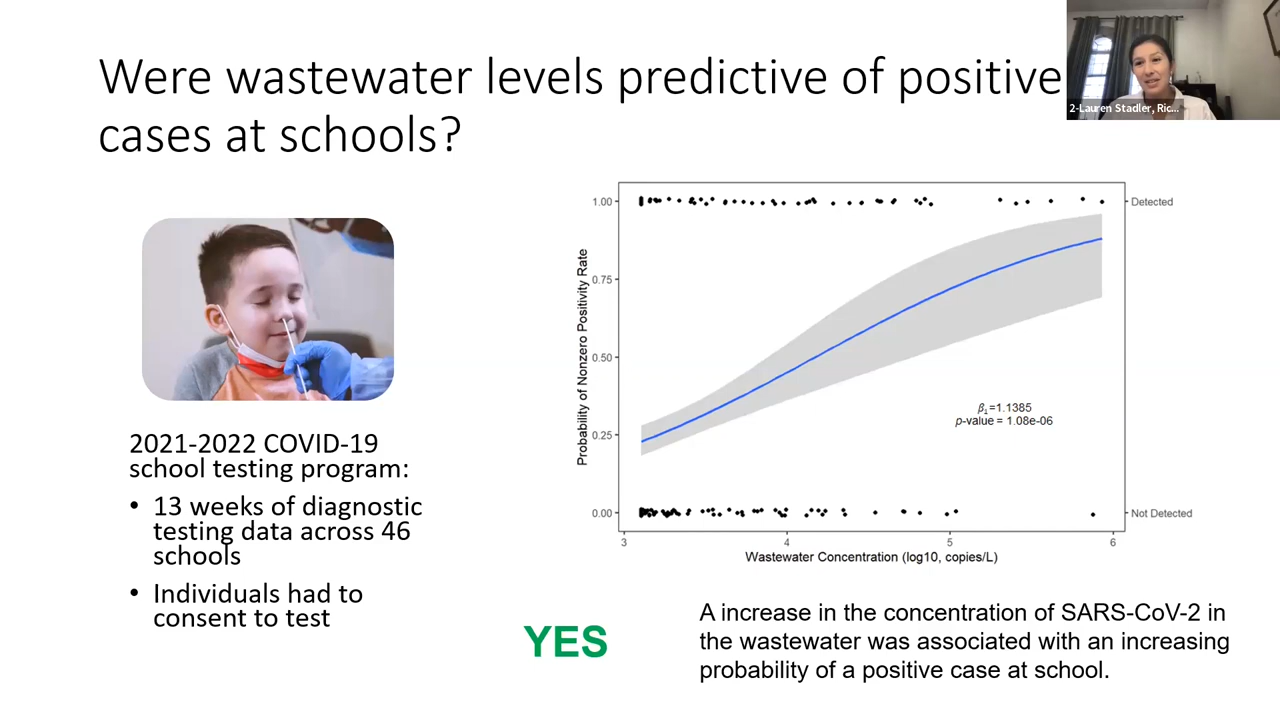 Were wastewater levels predictive of positive
cases at schools?
2-Lauren Stadler, Ric...
2021-2022 COVID-19
school testing program:
• 13 weeks of diagnostic
testing data across 46
schools
• Individuals had to
consent to test
Probability of Nonzero Positivity Rate
1.00
0.75
0.50
0.25
0.00
Detected
Not Detected
β₁=1.1385
p-value = 1.08e-06
3
4
5
6
Wastewater Concentration (log10, copies/L)
YES
A increase in the concentration of SARS-CoV-2 in
the wastewater was associated with an increasing
probability of a positive case at school.